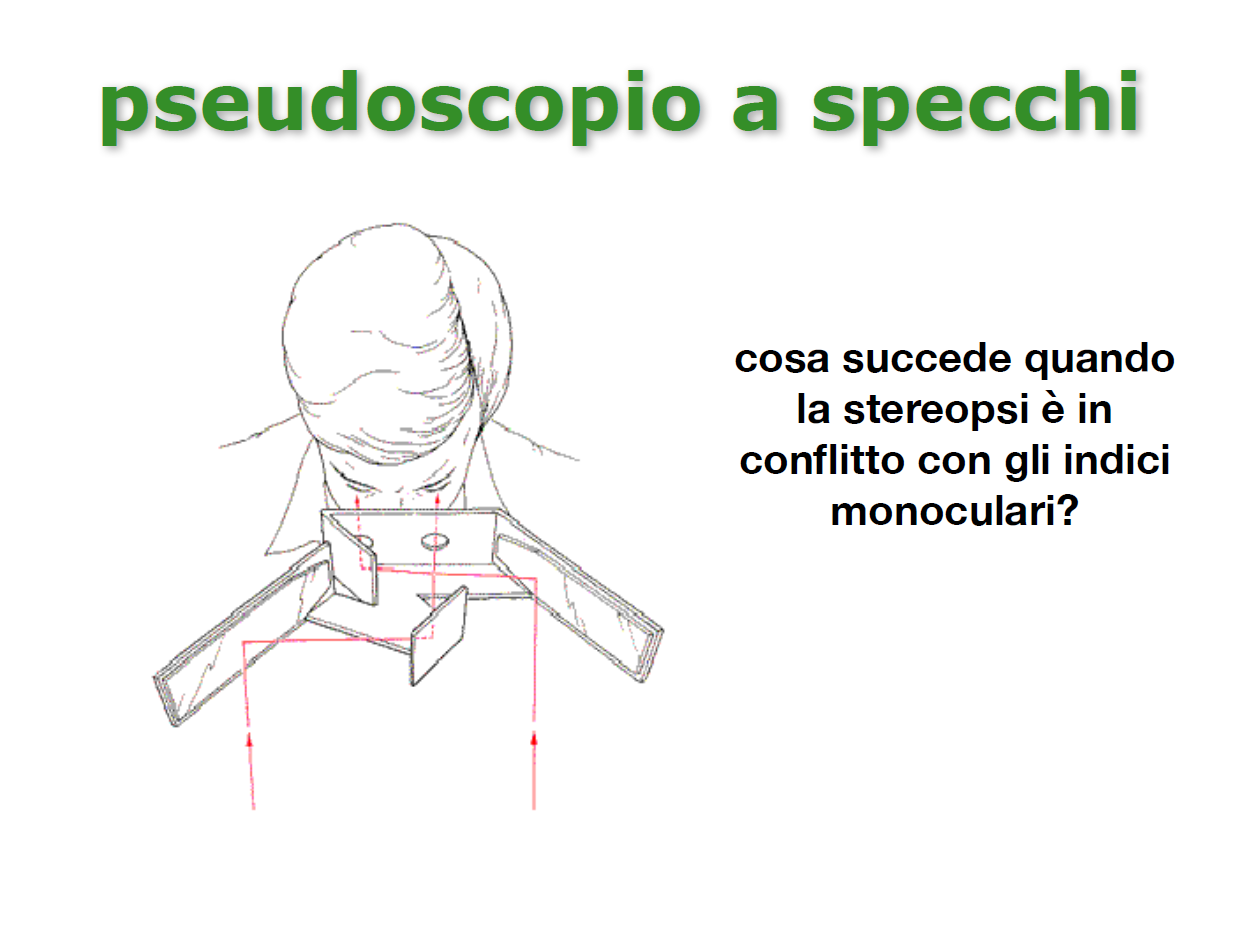 pseudoscopio a specchi
cosa succede quando
la stereopsi è in
conflitto con gli indici
monoculari?